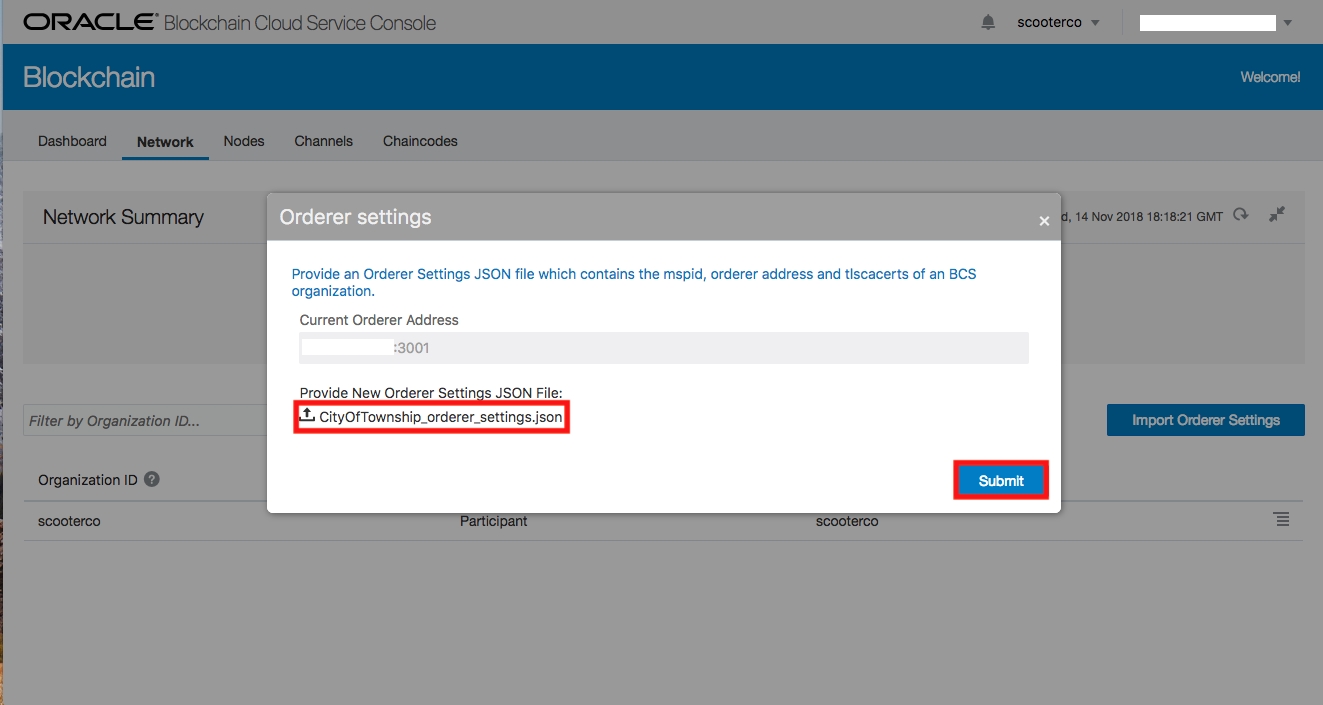 ORACLE® Blockchain Cloud Service Console
scooterco
Blockchain
Welcome!
Dashboard Network Nodes Channels Chaincodes
Network Summary
14 Nov 2018 18:18:21 GMT
Orderer settings
×
Provide an Orderer Settings JSON file which contains the mspid, orderer address and tlscacerts of an BCS
organization.
Current Orderer Address
:3001
Provide New Orderer Settings JSON File:
CityOfTownship_orderer_settings.json
Submit
Filter by Organization ID...
Import Orderer Settings
Organization ID ?
scooterco Participant scooterco